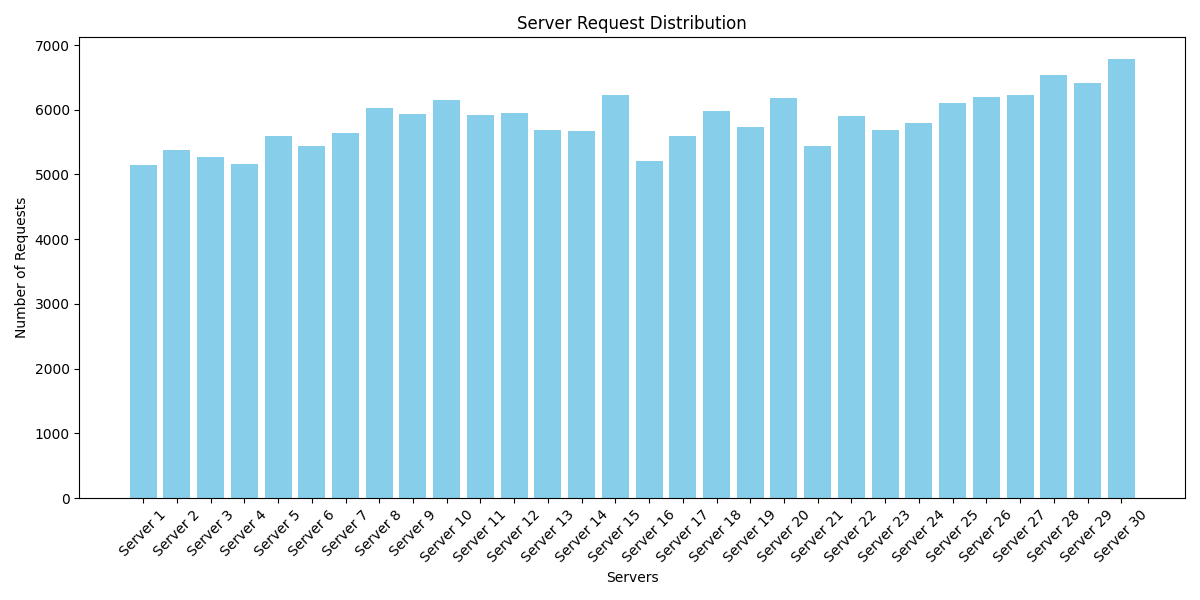 Server Request Distribution
Number of Requests
7000
6000
5000
4000
3000
2000
1000
0
Server 1
Server 2
Server 3
Server 4
Server 5
Server 6
Server 7
Server 8
Server 9
Server 10
Server 11
Server 12
Server 13
Server 14
Server 15
Server 16
Server 17
Server 18
Server 19
Server 20
Server 21
Server 22
Server 23
Server 24
Server 25
Server 26
Server 27
Server 28
Server 29
Server 30
Servers